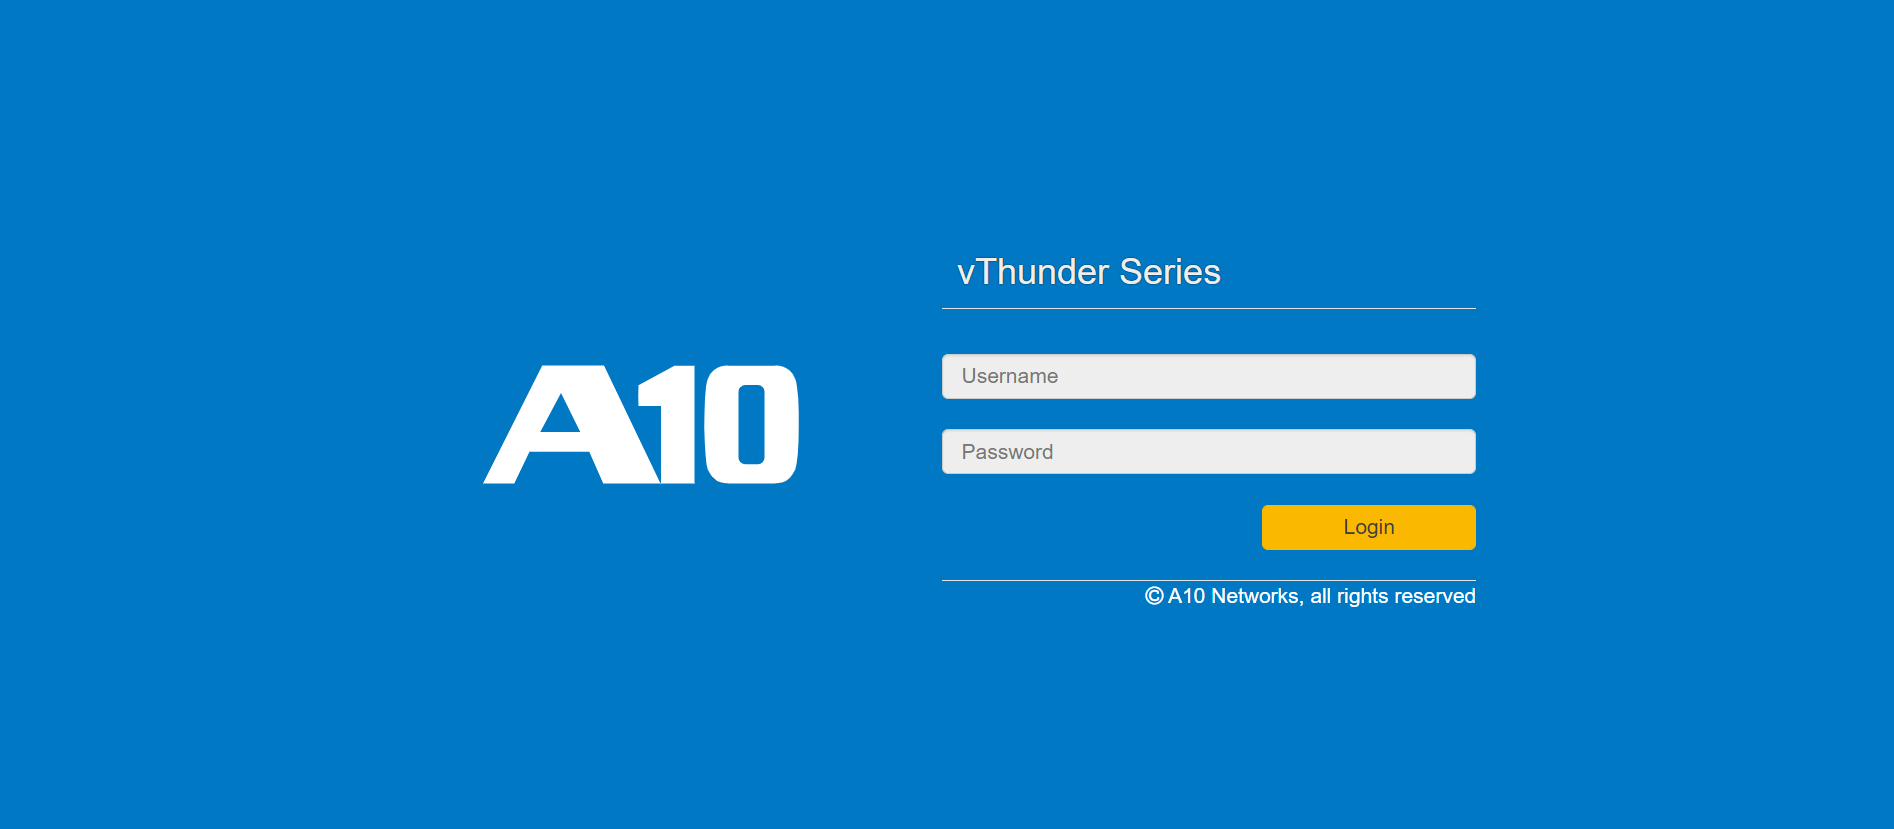 A10
vThunder Series
Username
Password
Login
© A10 Networks, all rights reserved